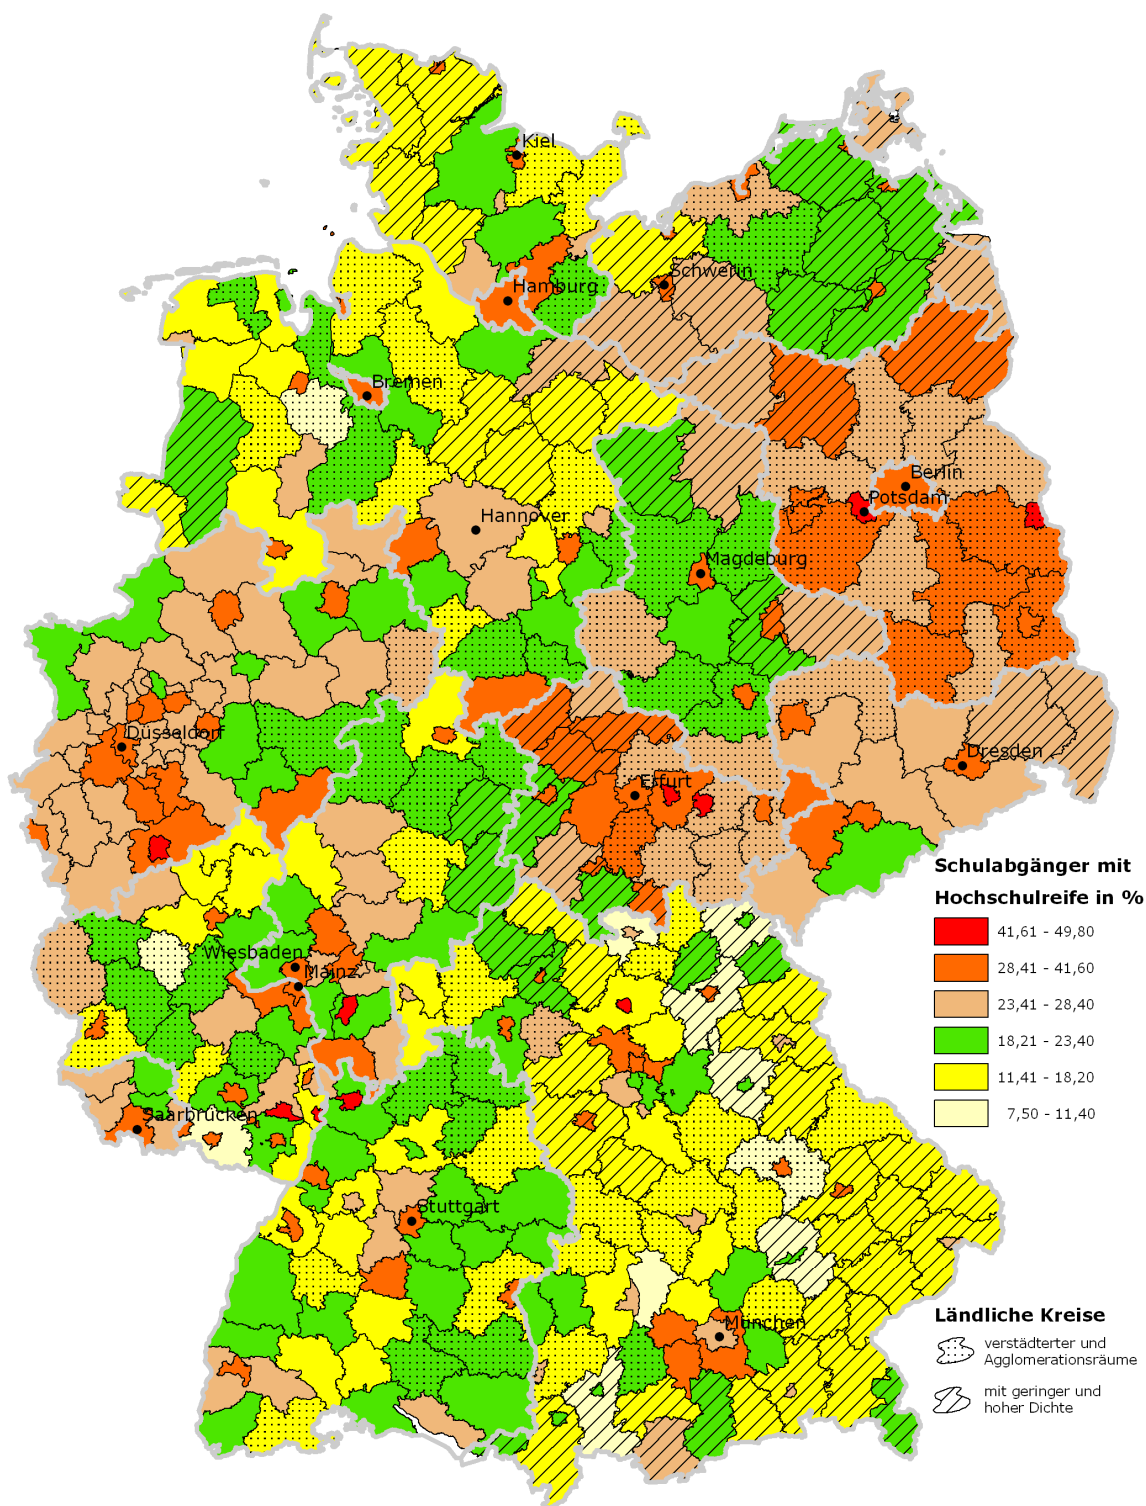 Kiel
Schwerin
Hamburg
Bremen
Berlin
Potsdam
Hannover
Magdeburg
Düsseldorf
Dresden
Erfurt
Wiesbaden
Mainz
Saarbrücken
Stuttgart
München
Schulabgänger mit
Hochschulreife in %
41,61 - 49,80
28,41 - 41,60
23,41 - 28,40
18,21 - 23,40
11,41 - 18,20
7,50 - 11,40
Ländliche Kreise
verstädterter und
Agglomerationsräume
mit geringer und
hoher Dichte